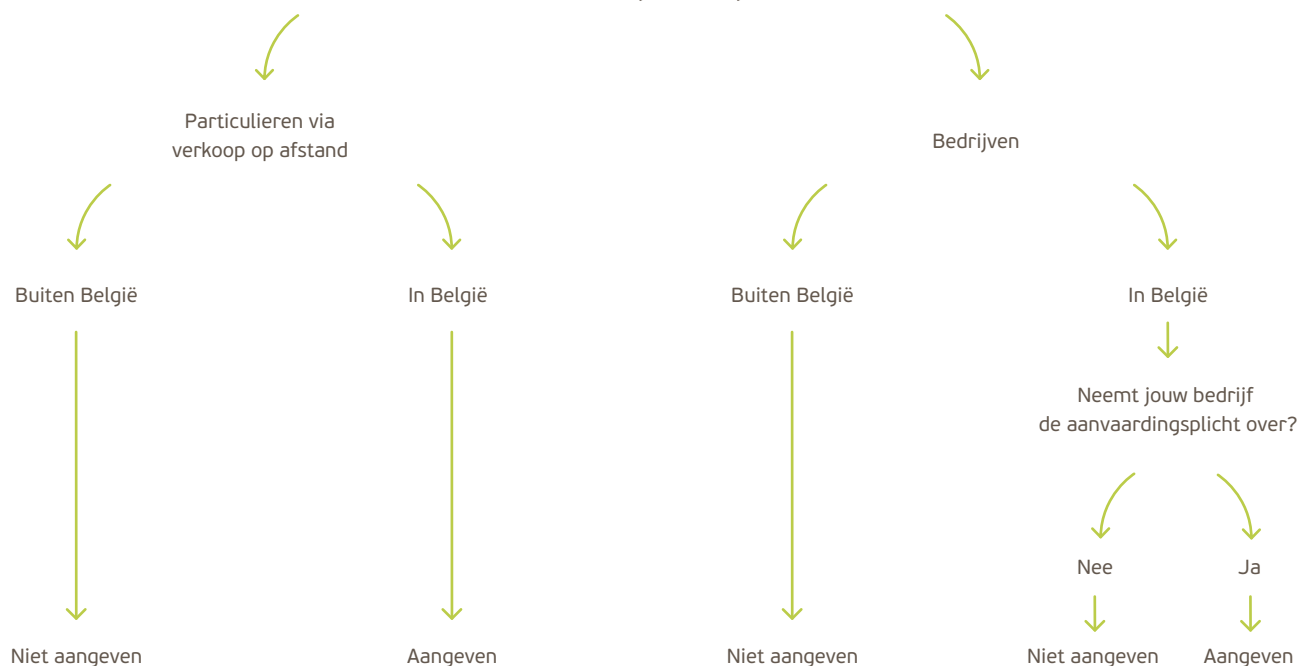 Particulieren via
verkoop op afstand
Bedrijven
Buiten België
In België
Buiten België
In België
Neemt jouw bedrijf
de aanvaardingsplicht over?
Nee
Ja
Niet aangeven
Aangeven
Niet aangeven
Niet aangeven
Aangeven